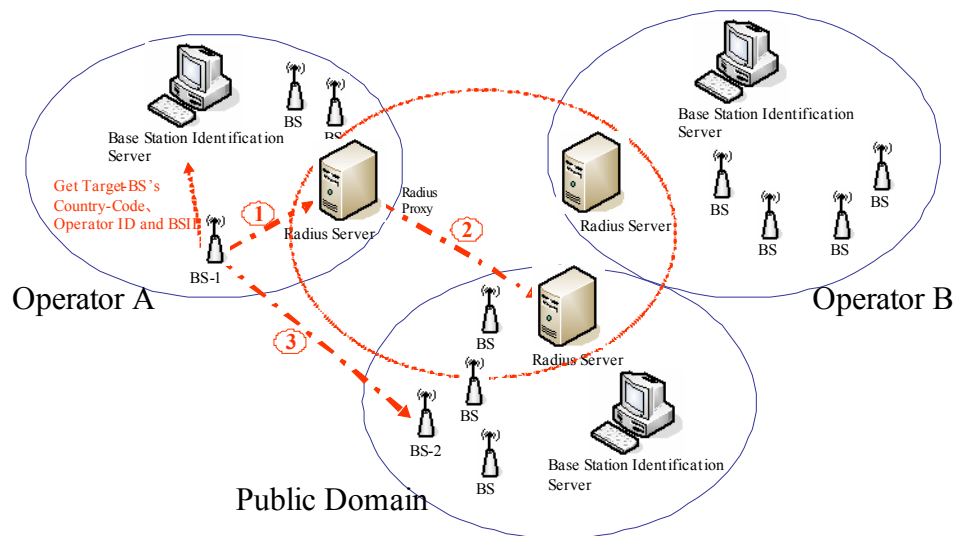 BS
BS
Base Station Identification
Server
Get Target-BS's
Country-Code、
Operator ID and BSI
1
Radius Server
Radius
Proxy
2
BS-1
Operator A
3
Base Station Identification
Server
BS
BS
BS
BS
Radius Server
Operator B
BS
Radius Server
BS
BS-2
BS
Base Station Identification
Server
Public Domain